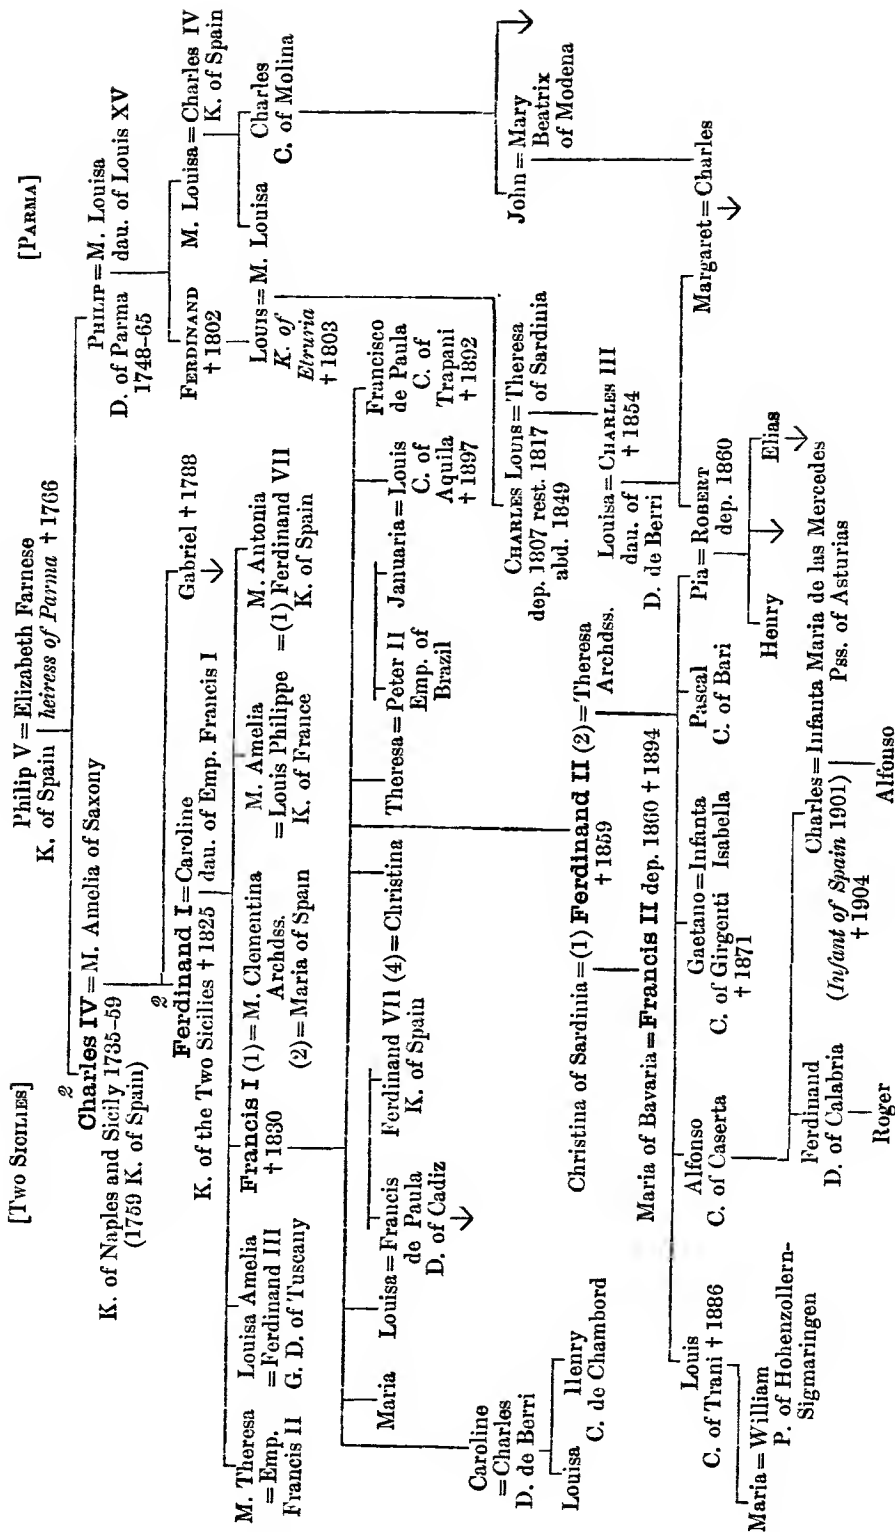 [TWO SICILIES]
[PARMA]
Philip V = Elizabeth Farnese
K. of Spain heiress of Parma † 1766
2
Charles IV = M. Amelia of Saxony
K. of Naples and Sicily 1735–59
(1759 K. of Spain)
PHILIP = M. Louisa
D. of Parma dau. of Louis XV
1748–65
2
Ferdinand I = Caroline
K. of the Two Sicilies † 1825 dau. of Emp. Francis I
Gabriel † 1788
FERDINAND
† 1802
M. Louisa = Charles IV
K. of Spain
M. Theresa
= Emp.
Francis II
Louisa Amelia
= Ferdinand III
G. D. of Tuscany
Francis I (1) = M. Clementina
† 1830 Archdss.
(2) = Maria of Spain
M. Amelia
= Louis Philippe
K. of France
M. Antonia
= (1) Ferdinand VII
K. of Spain
LOUIS = M. Louisa
K. of
Etruria
† 1803
Charles
C. of Molina
Maria
Louisa = Francis
de Paula
D. of Cadiz
Ferdinand VII (4) = Christina
K. of Spain
Theresa = Peter II
Emp. of
Brazil
Januaria = Louis
C. of
Aquila
† 1897
Francisco
de Paula
C. of
Trapani
† 1892
Caroline
= Charles
D. de Berri
Louisa
Henry
C. de Chambord
CHARLES LOUIS = Theresa
dep. 1807 rest. 1817 of Sardinia
abd. 1849
John = Mary
Beatrix
of Modena
Christina of Sardinia = (1) Ferdinand II (2) = Theresa
† 1859 Archdss.
Louisa = CHARLES III
dau. of † 1854
D. de Berri
Maria of Bavaria = Francis II dep. 1860 † 1894
Louis
C. of Trani † 1886
Alfonso
C. of Caserta
Gaetano = Infanta
C. of Girgenti Isabella
† 1871
Pascal
C. of Bari
Pia = ROBERT
dep. 1860
Margaret = Charles
Maria = William
P. of Hohenzollern-
Sigmaringen
Henry
Elias
Ferdinand
D. of Calabria
Charles = Infanta Maria de las Mercedes
(Infant of Spain 1901) Pss. of Asturias
† 1904
Roger
Alfonso